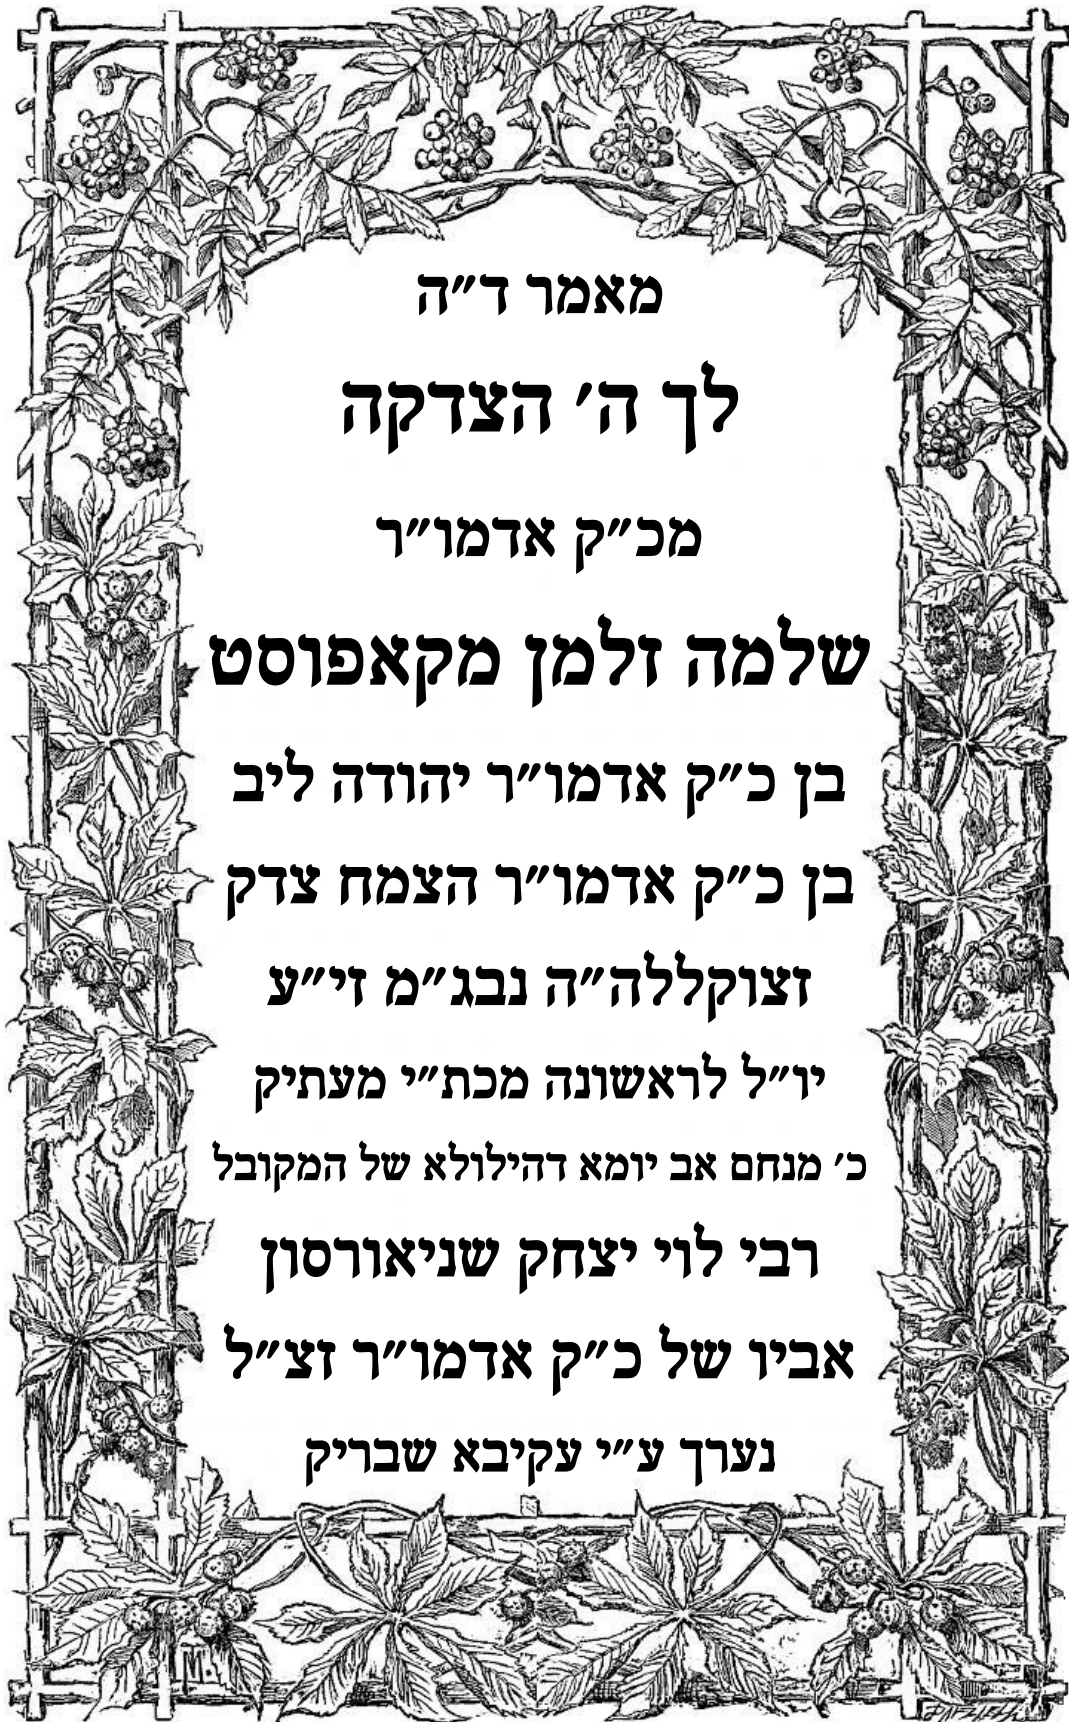 מאמר ד״ה
לך ה׳ הצדקה
מכ״ק אדמו״ר
שלמה זלמן מקאפוסט
בן כ״ק אדמו״ר יהודה ליב
בן כ״ק אדמו״ר הצמח צדק
זצוקללה״ה נבג״מ זי״ע
יו״ל לראשונה מכת״י מעתיק
כ׳ מנחם אב יומא דהילולא של המקובל
רבי לוי יצחק שניאורסון
אביו של כ״ק אדמו״ר זצ״ל
נערך ע״י עקיבא שבריק
M.